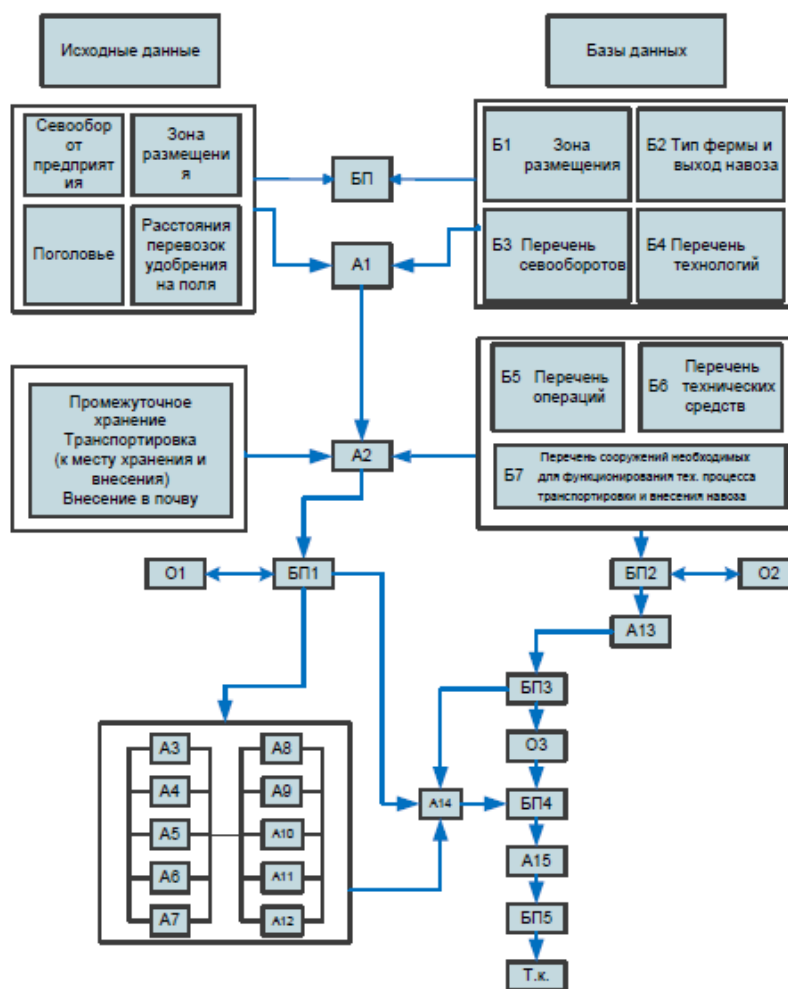 Исходные данные
Базы данных
Севообор
от
предприят
ия
Зона
размещени
я
Поголовье
Расстояния
перевозок
удобрения
на поля
БП
А1
Б1 Зона
размещения
Б2 Тип фермы и
выход навоза
Б3 Перечень
севооборотов
Б4 Перечень
технологий
Промежуточное
хранение
Транспортировка
(к месту хранения и
внесения)
Внесение в почву
А2
Б5 Перечень
операций
Б6 Перечень
технических
средств
Б7 Перечень сооружений необходимых
для функционирования тех. процесса
транспортировки и внесения навоза
О1
БП1
БП2
О2
А13
БП3
О3
А3
А4
А5
А6
А7
А8
А9
А10
А11
А12
А14
БП4
А15
БП5
Т.к.